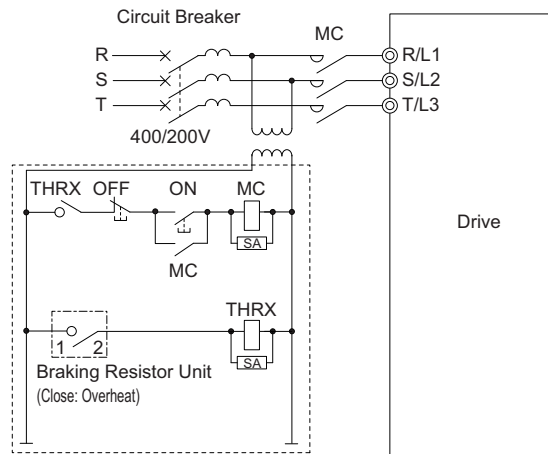 Circuit Breaker
MC
R
R/L1
S
S/L2
T
T/L3
400/200V
THRX OFF ON MC
SA
MC
Drive
THRX
1 2
SA
Braking Resistor Unit
(Close: Overheat)